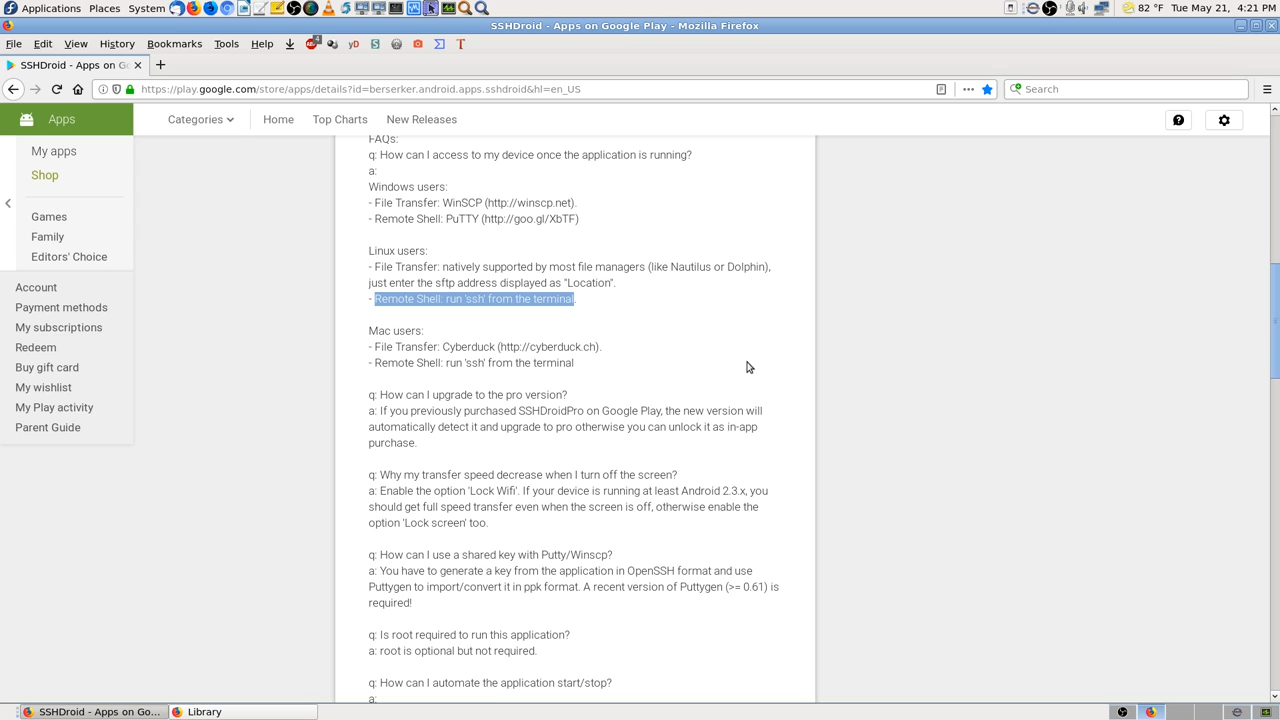 Applications Places System 82 °F Tue May 21, 4:21 PM
SSHDroid - Apps on Google Play - Mozilla Firefox
File Edit View History Bookmarks Tools Help 4 yD S Σ T
SSHDroid - Apps on Go
https://play.google.com/store/apps/details?id=berserker.android.apps.sshdroid&hl=en_US Search
Apps Categories Home Top Charts New Releases
My apps
Shop
Games
Family
Editors' Choice
Account
Payment methods
My subscriptions
Redeem
Buy gift card
My wishlist
My Play activity
Parent Guide
FAQs:
q: How can I access to my device once the application is running?
a:
Windows users:
- File Transfer: WinSCP (http://winscp.net).
- Remote Shell: PuTTY (http://goo.gl/XbTF)
Linux users:
- File Transfer: natively supported by most file managers (like Nautilus or Dolphin),
just enter the sftp address displayed as "Location".
- Remote Shell: run 'ssh' from the terminal.
Mac users:
- File Transfer: Cyberduck (http://cyberduck.ch).
- Remote Shell: run 'ssh' from the terminal
q: How can I upgrade to the pro version?
a: If you previously purchased SSHDroidPro on Google Play, the new version will
automatically detect it and upgrade to pro otherwise you can unlock it as in-app
purchase.
q: Why my transfer speed decrease when I turn off the screen?
a: Enable the option 'Lock Wifi'. If your device is running at least Android 2.3.x, you
should get full speed transfer even when the screen is off, otherwise enable the
option 'Lock screen' too.
q: How can I use a shared key with Putty/Winscp?
a: You have to generate a key from the application in OpenSSH format and use
Puttygen to import/convert it in ppk format. A recent version of Puttygen (>= 0.61) is
required!
q: Is root required to run this application?
a: root is optional but not required.
q: How can I automate the application start/stop?
a:
SSHDroid - Apps on Go... Library